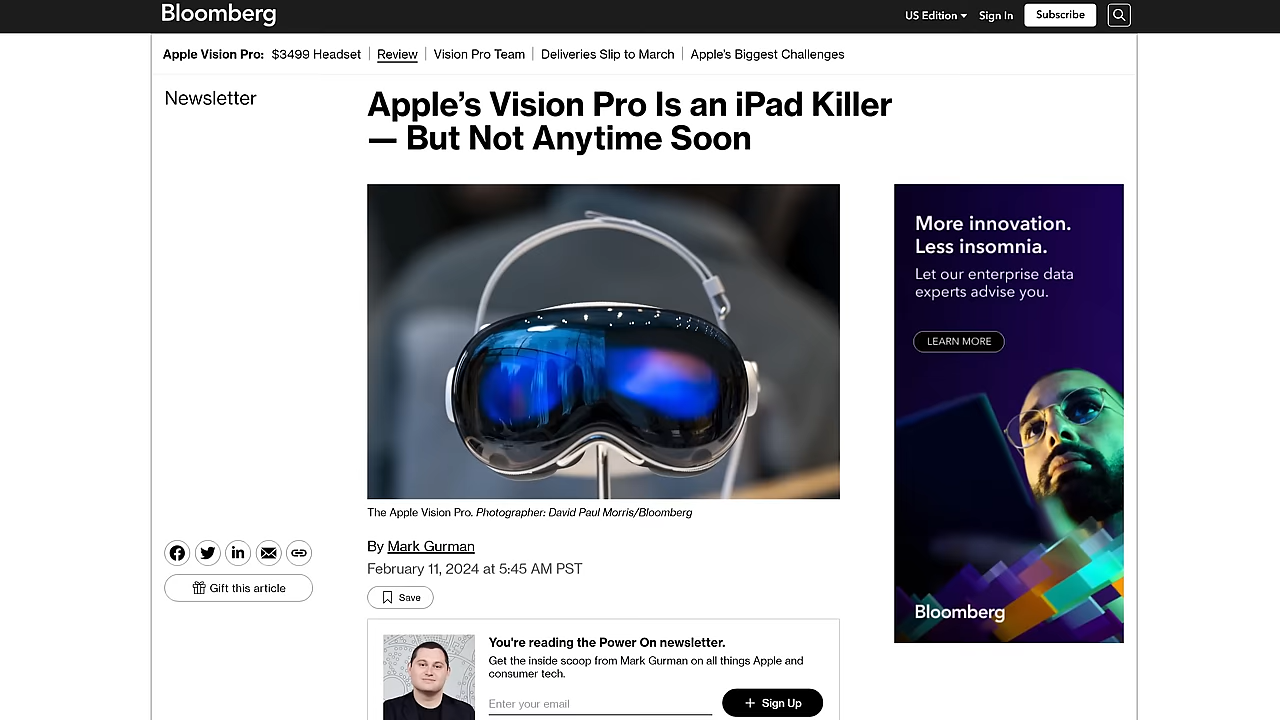 Bloomberg
US Edition
Sign In
Subscribe
Apple Vision Pro: $3499 Headset | Review | Vision Pro Team | Deliveries Slip to March | Apple's Biggest Challenges
Newsletter
Apple’s Vision Pro Is an iPad Killer
— But Not Anytime Soon
More innovation.
Less insomnia.
Let our enterprise data
experts advise you.
LEARN MORE
Bloomberg
The Apple Vision Pro. Photographer: David Paul Morris/Bloomberg
By Mark Gurman
February 11, 2024 at 5:45 AM PST
Gift this article
Save
You're reading the Power On newsletter.
Get the inside scoop from Mark Gurman on all things Apple and
consumer tech.
Enter your email
+ Sign Up